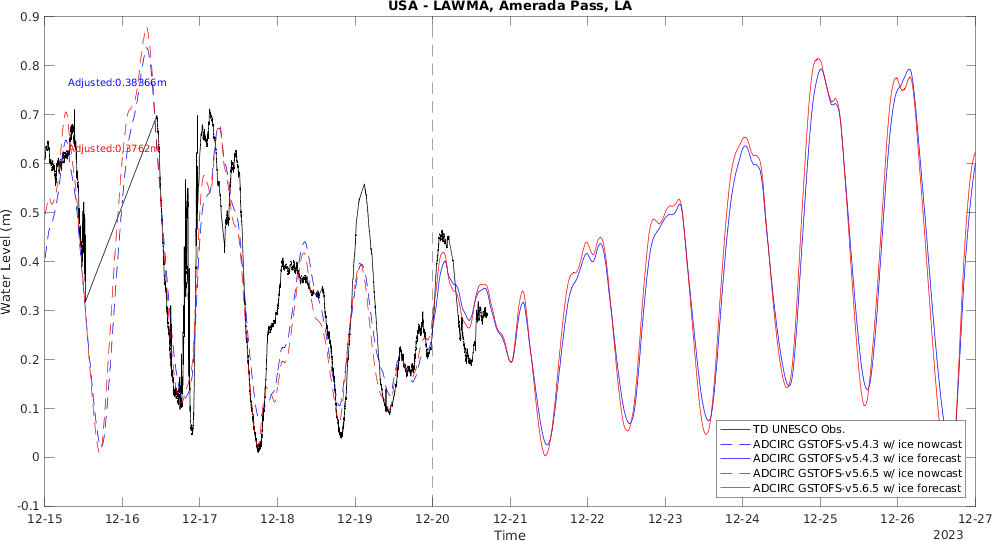 USA - LAWMA, Amerada Pass, LA
0.9
0.8
Adjusted:0.38366m
0.7
Adjusted:0.3762m
0.6
0.5
0.4
0.3
0.2
0.1
0
-0.1
Water Level (m)
TD UNESCO Obs.
ADCIRC GSTOFS-v5.4.3 w/ ice nowcast
ADCIRC GSTOFS-v5.4.3 w/ ice forecast
ADCIRC GSTOFS-v5.6.5 w/ ice nowcast
ADCIRC GSTOFS-v5.6.5 w/ ice forecast
12-15 12-16 12-17 12-18 12-19 12-20 12-21 12-22 12-23 12-24 12-25 12-26 12-27
Time
2023